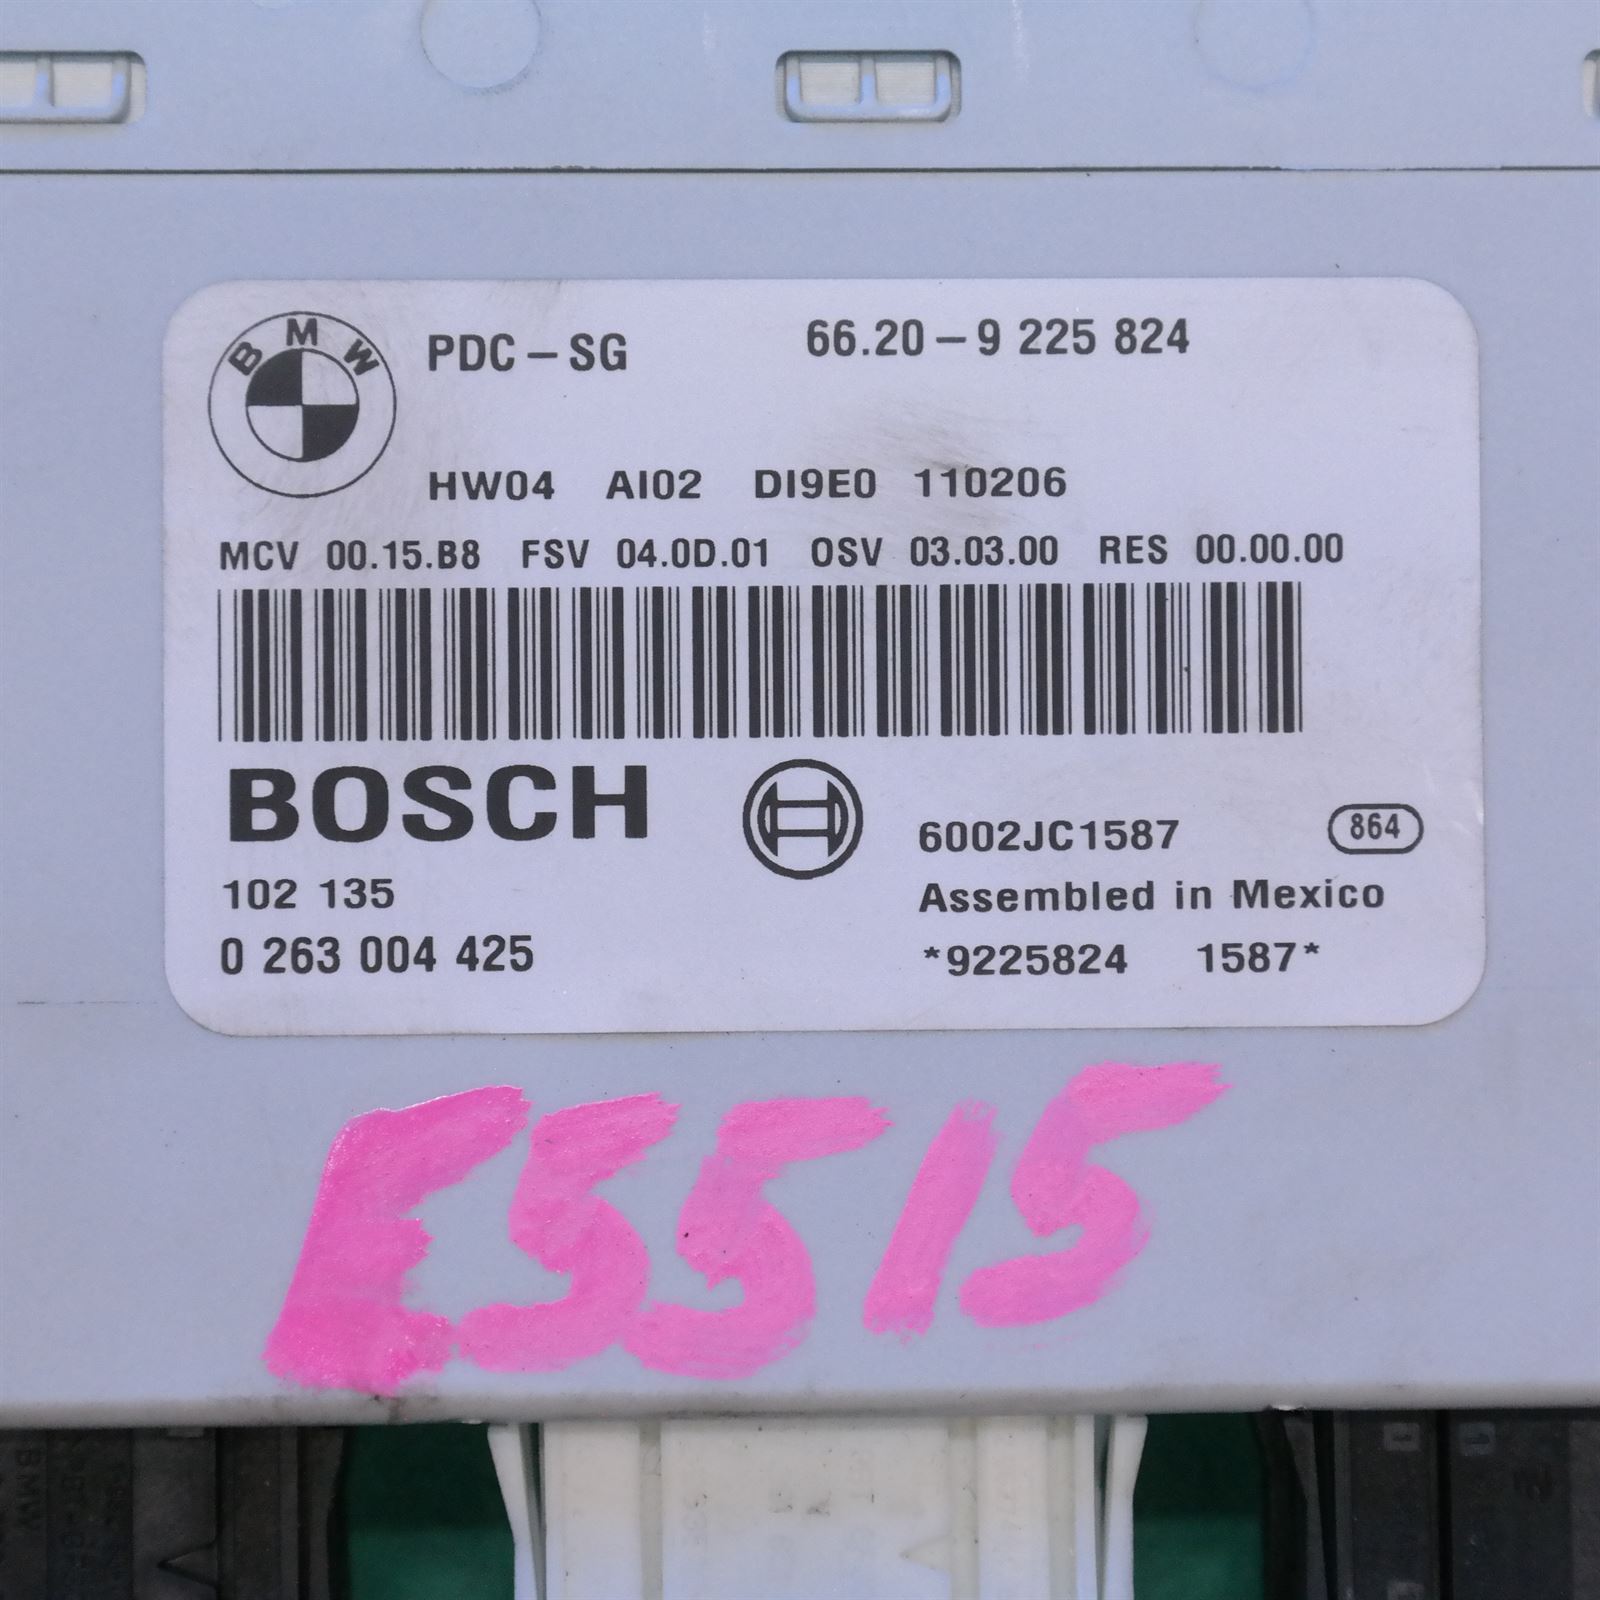 BMW
PDC – SG 66.20 – 9 225 824
HW04 AI02 DI9E0 110206
MCV 00.15.B8 FSV 04.0D.01 OSV 03.03.00 RES 00.00.00
BOSCH
6002JC1587 864
102 135 Assembled in Mexico
0 263 004 425 *9225824 1587*
E5515
BMW